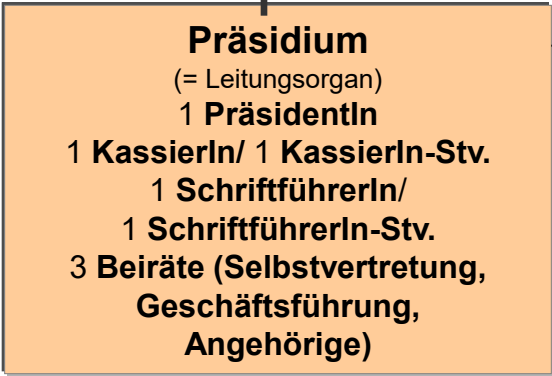 Präsidium
(= Leitungsorgan)
1 PräsidentIn
1 KassierIn/ 1 KassierIn-Stv.
1 SchriftführerIn/
1 SchriftführerIn-Stv.
3 Beiräte (Selbstvertretung,
Geschäftsführung,
Angehörige)